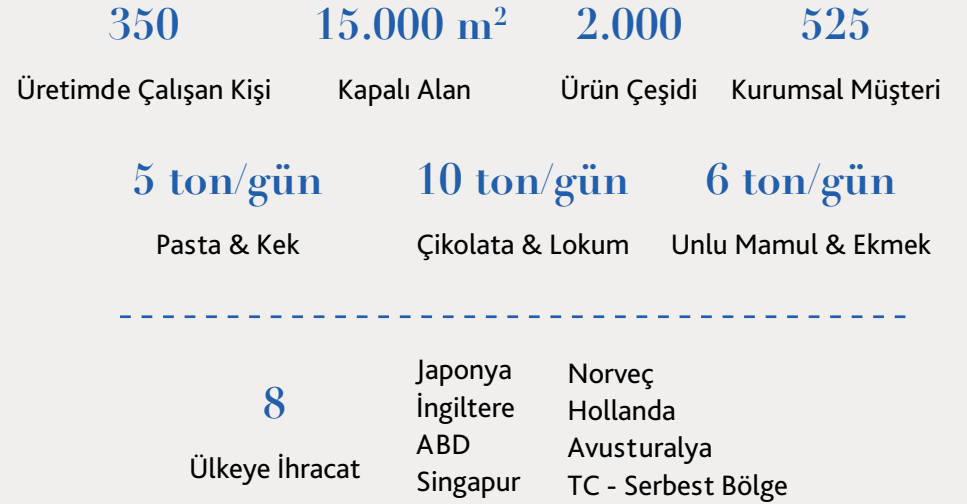 350
Üretimde Çalışan Kişi
15.000 m²
Kapalı Alan
2.000
Ürün Çeşidi
525
Kurumsal Müşteri
5 ton/gün
Pasta & Kek
10 ton/gün
Çikolata & Lokum
6 ton/gün
Unlu Mamul & Ekmek
8
Ülkeye İhracat
Japonya
İngiltere
ABD
Singapur
Norveç
Hollanda
Avusturalya
TC - Serbest Bölge